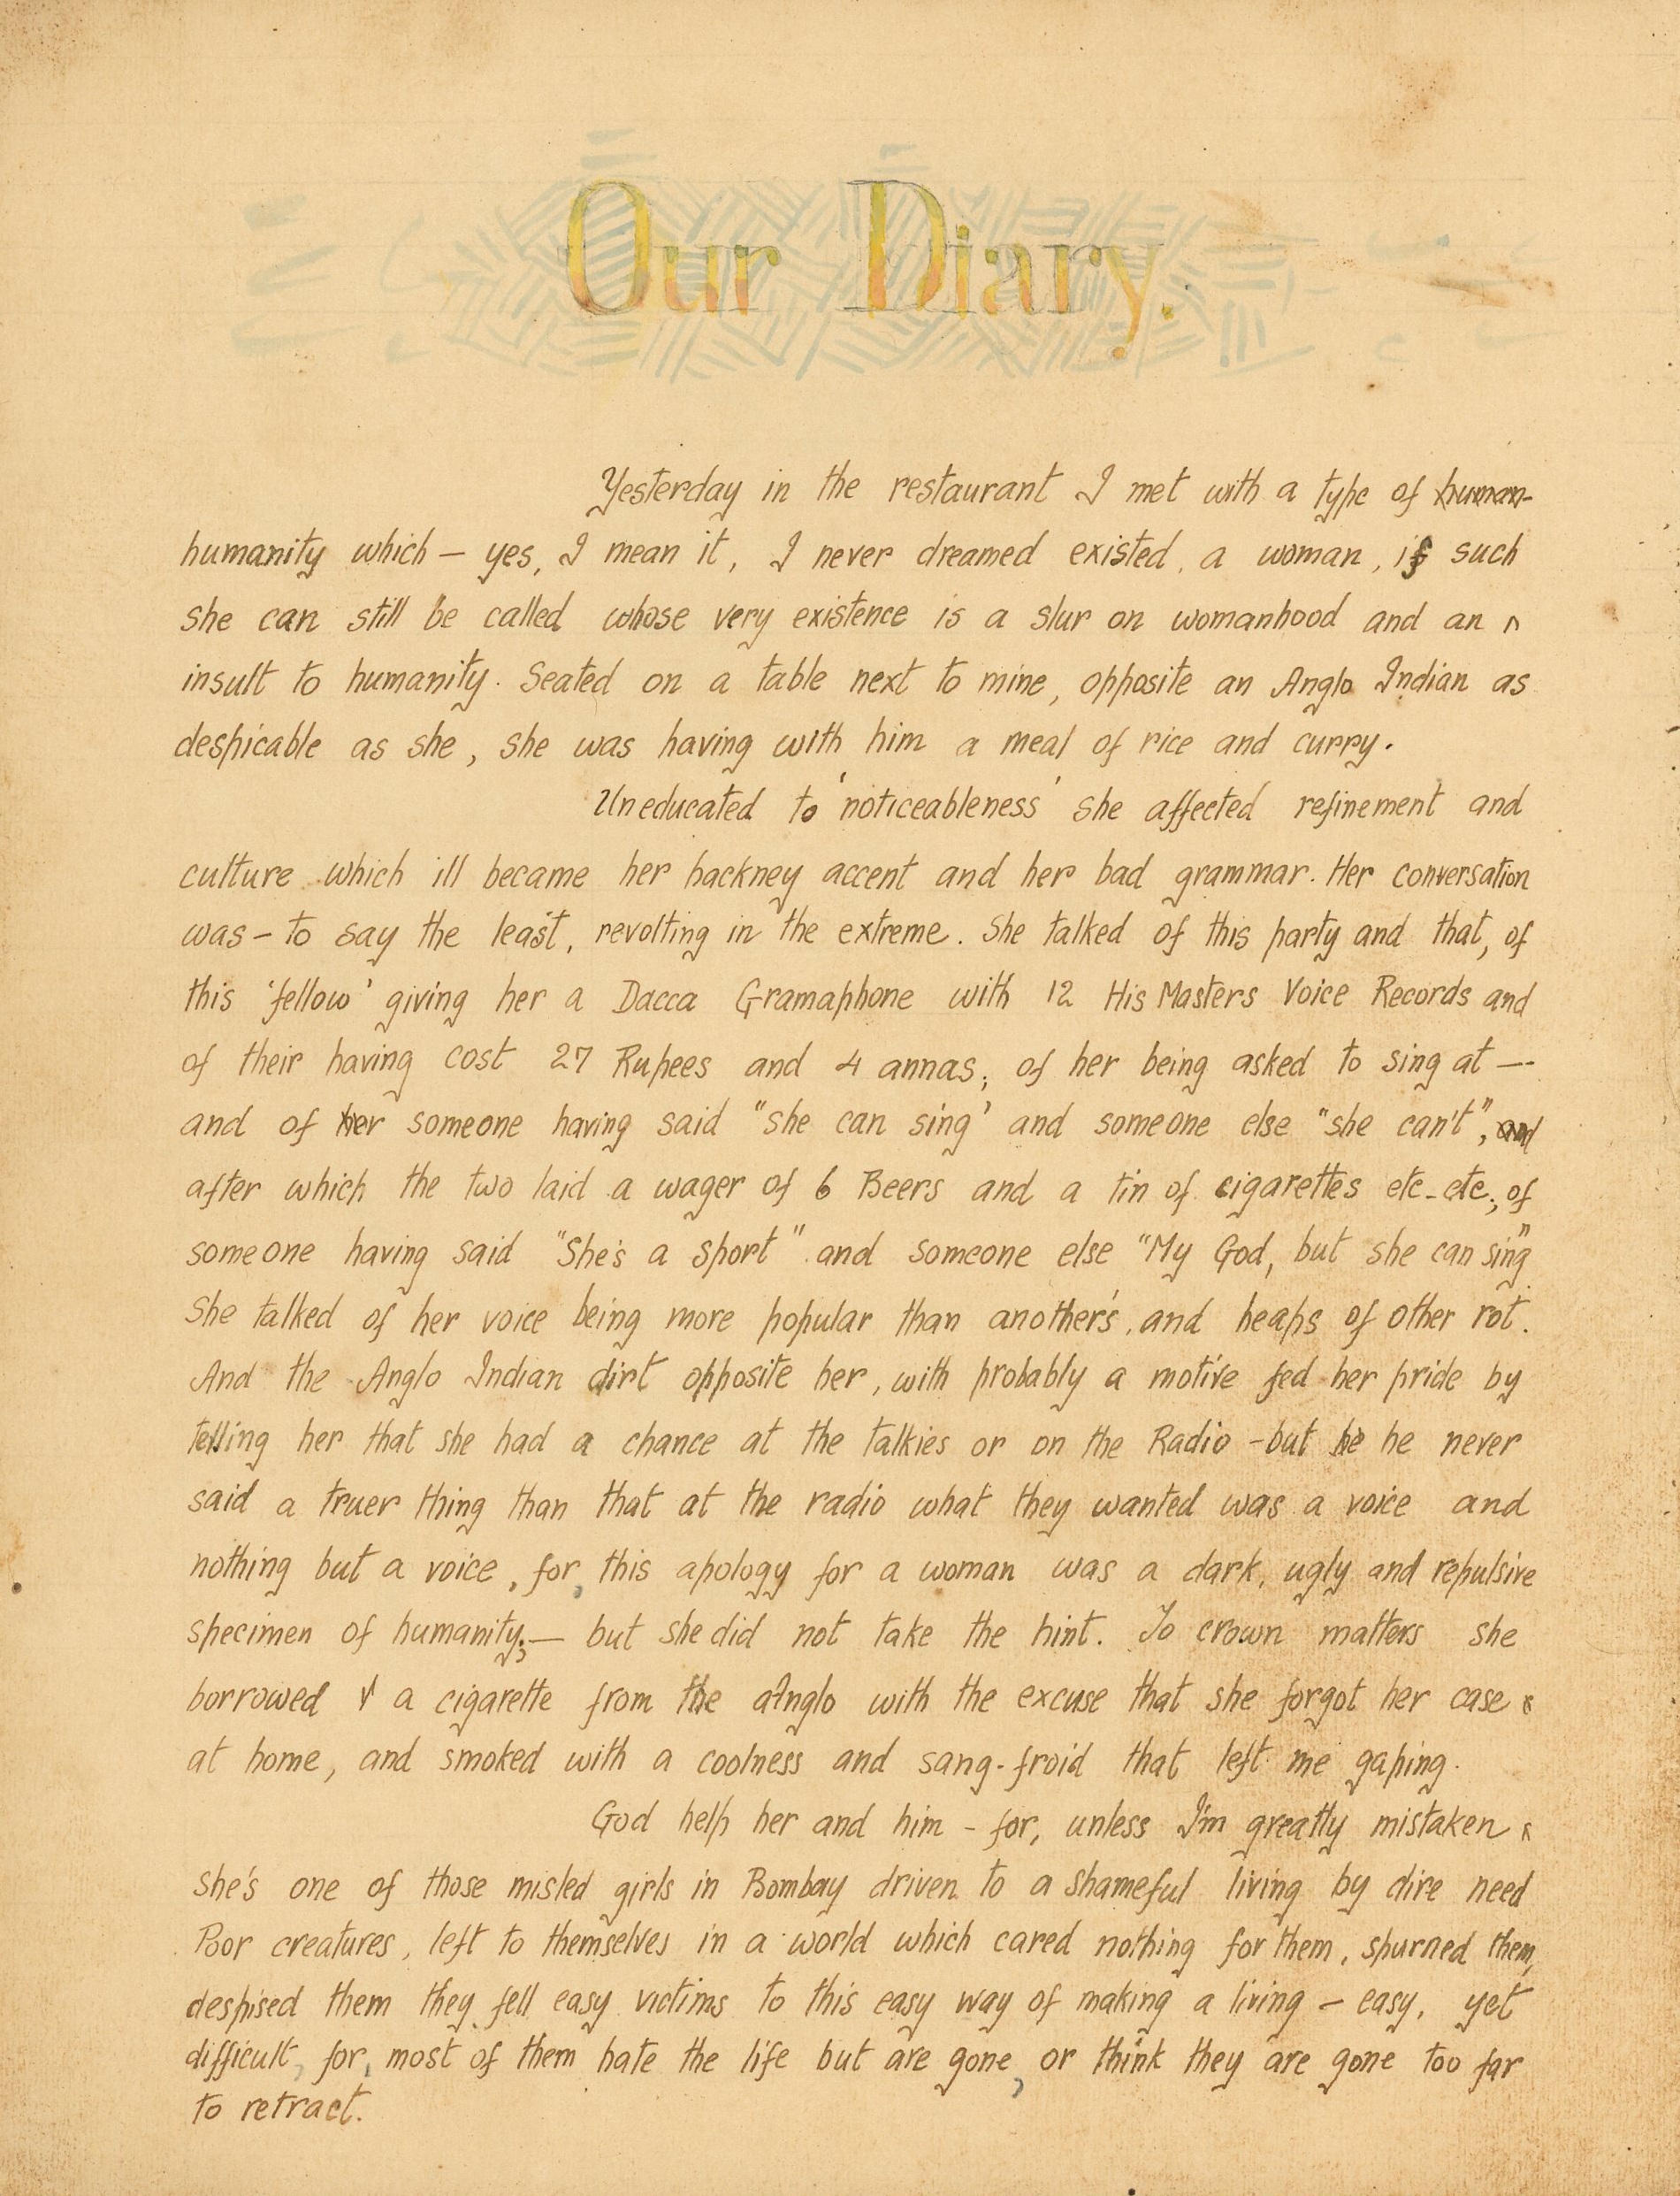 Our Diary.
Yesterday in the restaurant I met with a type of human-
humanity which — yes, I mean it, I never dreamed existed, a woman, if such
she can still be called whose very existence is a slur on womanhood and an
insult to humanity. Seated on a table next to mine, opposite an Anglo Indian as
despicable as she, she was having with him a meal of rice and curry.
Uneducated to 'noticeableness' she affected refinement and
culture which ill became her hackney accent and her bad grammar. Her conversation
was — to say the least, revolting in the extreme. She talked of this party and that, of
this 'fellow' giving her a Dacca Gramaphone with 12 His Masters Voice Records and
of their having cost 27 Rupees and 4 annas; of her being asked to sing at —
and of her someone having said "she can sing' and someone else "she can't", and
after which the two laid a wager of 6 Beers and a tin of cigarettes etc-etc; of
someone having said "She's a sport" and someone else "My God, but she can sing"
She talked of her voice being more popular than another's, and heaps of other rot.
And the Anglo Indian dirt opposite her, with probably a motive fed her pride by
telling her that she had a chance at the talkies or on the Radio - but he he never
said a truer thing than that at the radio what they wanted was a voice and
nothing but a voice, for, this apology for a woman was a dark, ugly and repulsive
specimen of humanity; — but she did not take the hint. To crown matters she
borrowed a cigarette from the aAnglo with the excuse that she forgot her case
at home, and smoked with a coolness and sang-froid that left me gaping.
God help her and him - for, unless I'm greatly mistaken
she's one of those misled girls in Bombay driven to a shameful living by dire need
Poor creatures, left to themselves in a world which cared nothing for them, spurned them,
despised them they fell easy victims to this easy way of making a living — easy, yet
difficult, for, most of them hate the life but are gone, or think they are gone too far
to retract.